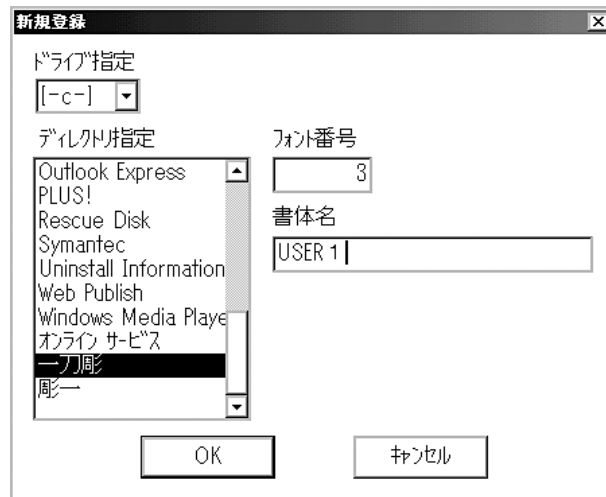 新規登録
ﾄﾞﾗｲﾌﾞ指定
[-c-]
ﾃﾞｨﾚｸﾄﾘ指定
Outlook Express
PLUS!
Rescue Disk
Symantec
Uninstall Information
Web Publish
Windows Media Playe
ｵﾝﾗｲﾝ ｻｰﾋﾞｽ
一刀彫
彫一
ﾌｫﾝﾄ番号
3
書体名
USER 1
OK
ｷｬﾝｾﾙ